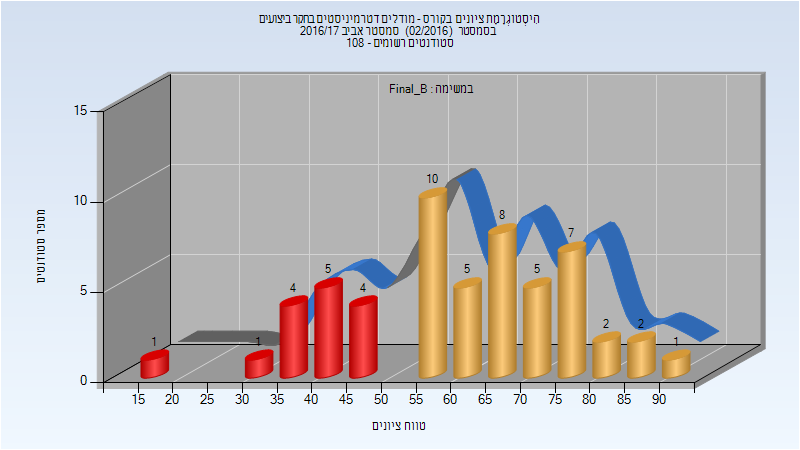 הִיסְטוגְרַמַת ציונים בקורס - מודלים דטרמיניסטים בחקר ביצועים
בסמסטר (02/2016) סמסטר אביב 2016/17
סטודנטים רשומים - 108
במשימה : Final_B
מספר סטודנטים
15
10
5
0
1
1
4
5
4
10
5
8
5
7
2
2
1
15 20 25 30 35 40 45 50 55 60 65 70 75 80 85 90
טווח ציונים